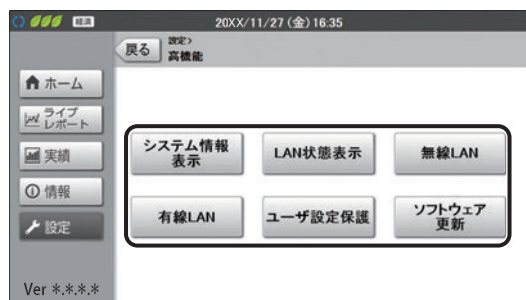 経済
20XX/11/27 (金) 16:35
戻る
設定>
高機能
ホーム
ライブ
レポート
実績
情報
設定
システム情報
表示
LAN状態表示
無線LAN
有線LAN
ユーザ設定保護
ソフトウェア
更新
Ver *.*.*.*